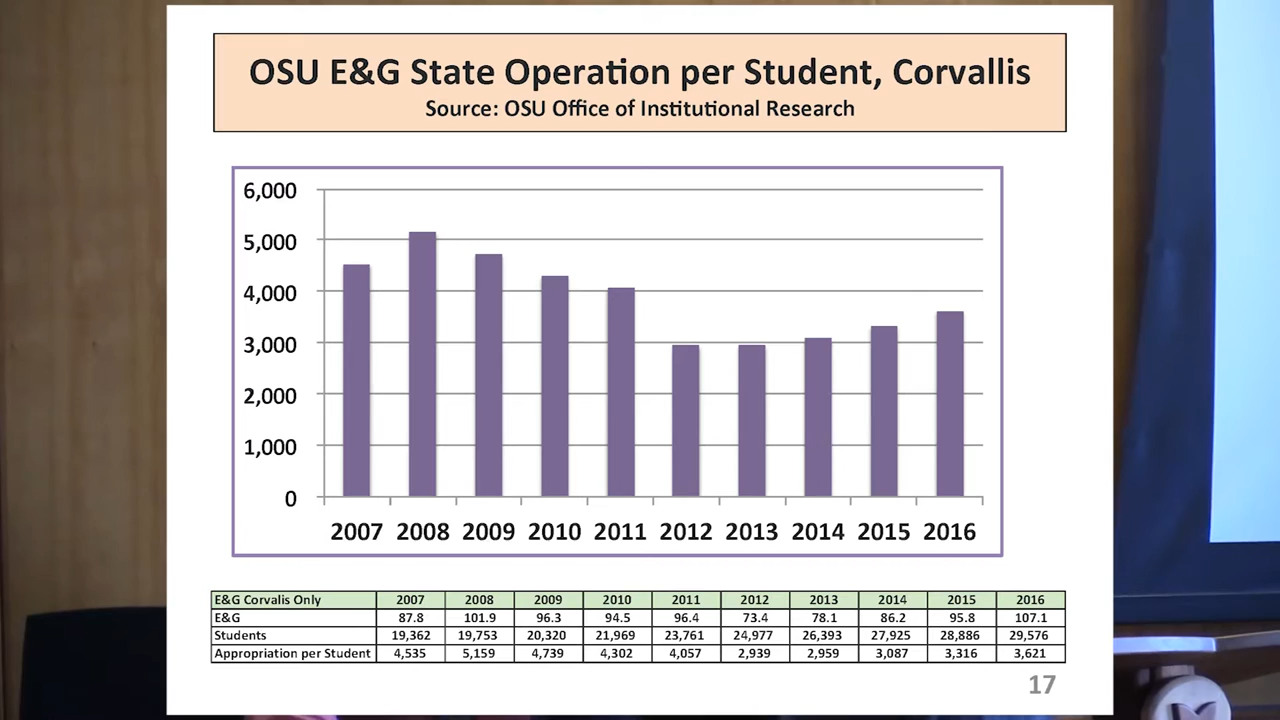 OSU E&G State Operation per Student, Corvallis
Source: OSU Office of Institutional Research
6,000
5,000
4,000
3,000
2,000
1,000
0
2007 2008 2009 2010 2011 2012 2013 2014 2015 2016
E&G Corvalis Only 2007 2008 2009 2010 2011 2012 2013 2014 2015 2016
E&G 87.8 101.9 96.3 94.5 96.4 73.4 78.1 86.2 95.8 107.1
Students 19,362 19,753 20,320 21,969 23,761 24,977 26,393 27,925 28,886 29,576
Appropriation per Student 4,535 5,159 4,739 4,302 4,057 2,939 2,959 3,087 3,316 3,621
17